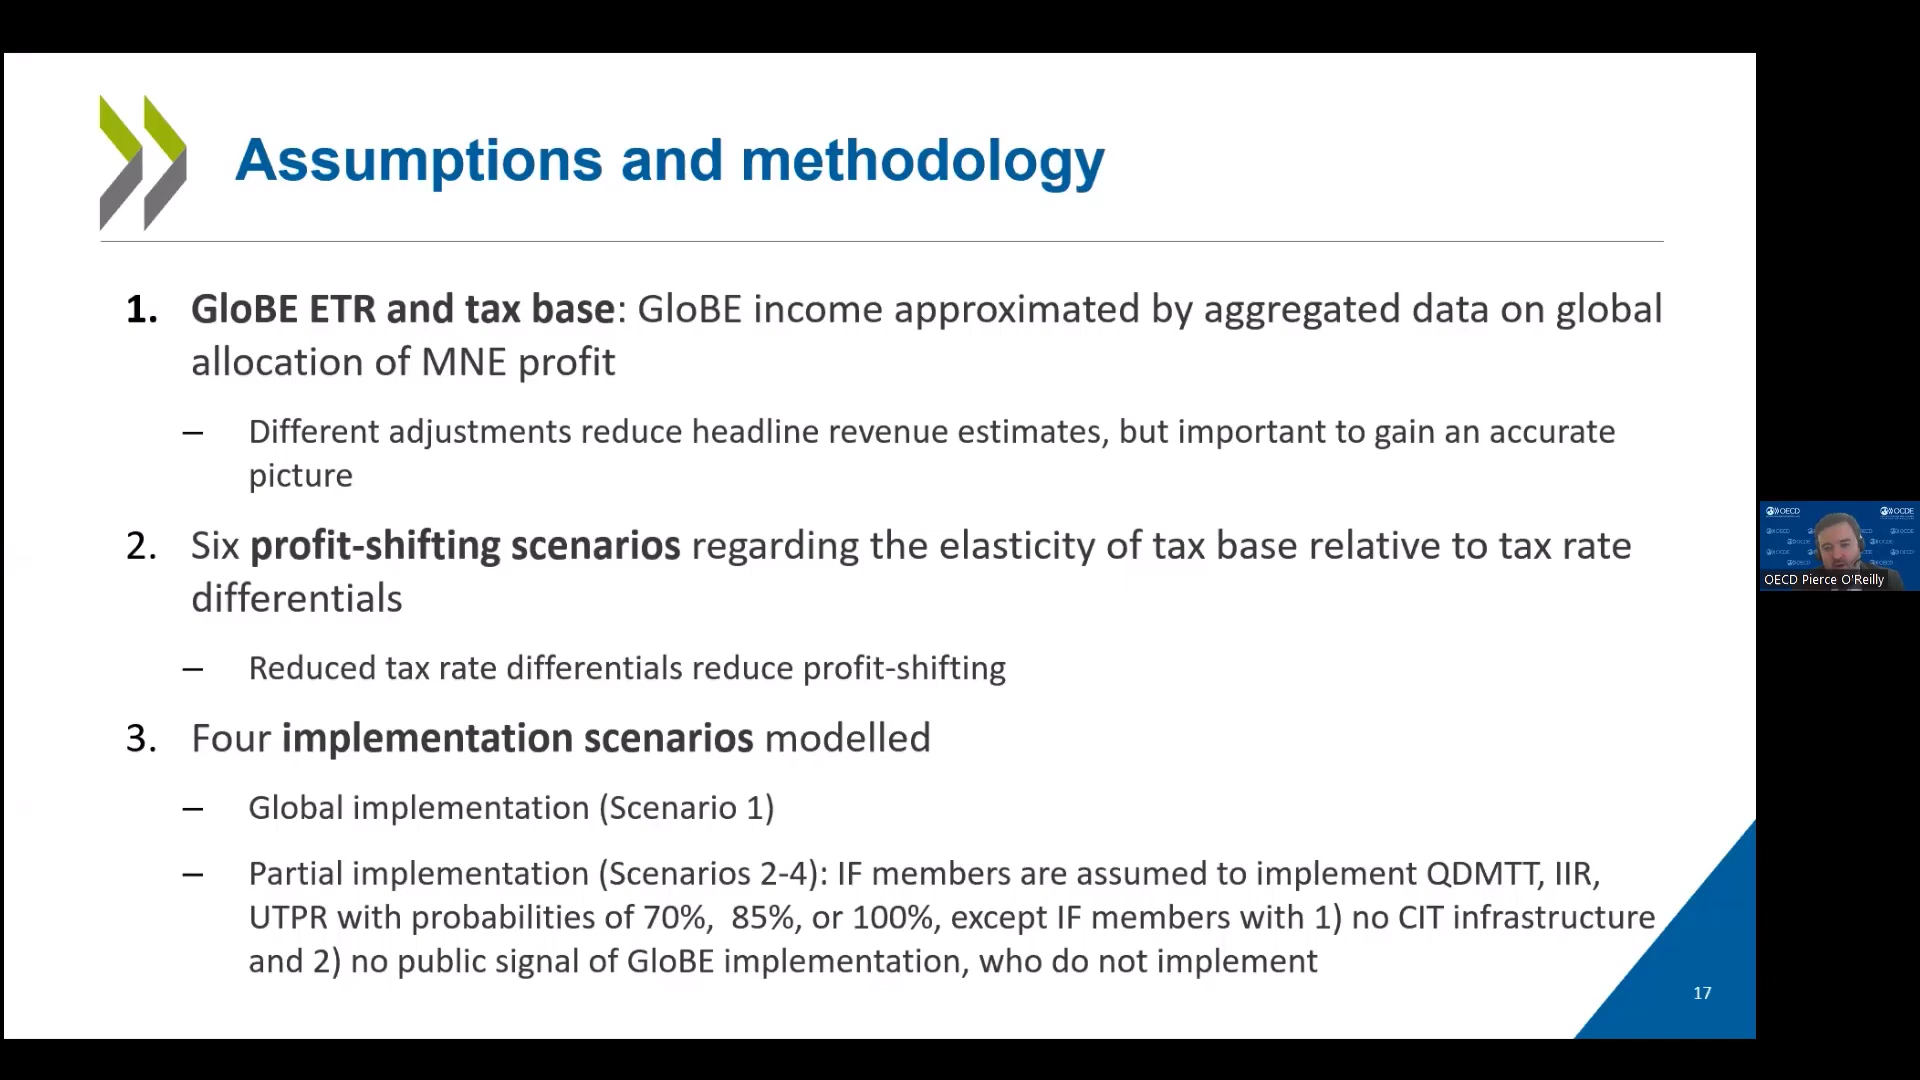 Assumptions and methodology
1. GloBE ETR and tax base: GloBE income approximated by aggregated data on global
allocation of MNE profit
– Different adjustments reduce headline revenue estimates, but important to gain an accurate
picture
2. Six profit-shifting scenarios regarding the elasticity of tax base relative to tax rate
differentials
– Reduced tax rate differentials reduce profit-shifting
3. Four implementation scenarios modelled
– Global implementation (Scenario 1)
– Partial implementation (Scenarios 2-4): IF members are assumed to implement QDMTT, IIR,
UTPR with probabilities of 70%,  85%, or 100%, except IF members with 1) no CIT infrastructure
and 2) no public signal of GloBE implementation, who do not implement
17
OECD
OCDE
OECD Pierce O'Reilly